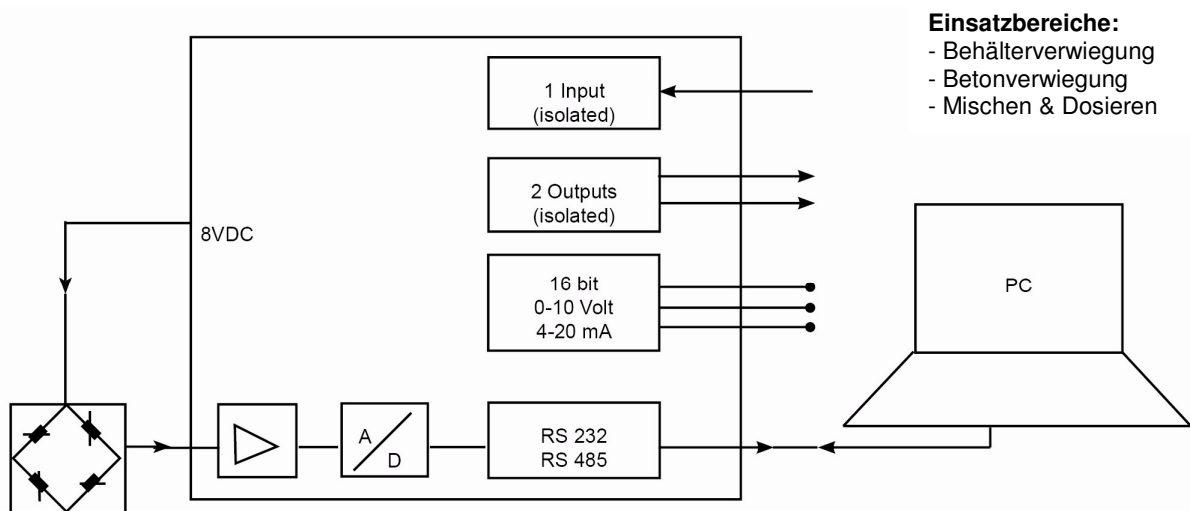 Einsatzbereiche:
- Behälterverwiegung
- Betonverwiegung
- Mischen & Dosieren
1 Input
(isolated)
2 Outputs
(isolated)
8VDC
16 bit
0-10 Volt
4-20 mA
PC
A
D
RS 232
RS 485